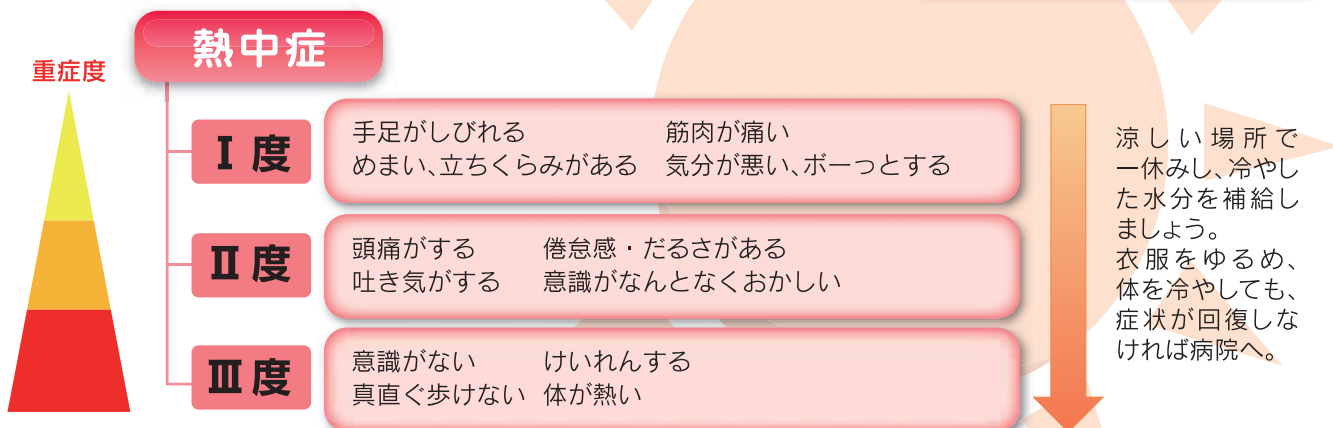 熱中症
重症度
Ⅰ度
手足がしびれる 筋肉が痛い
めまい、立ちくらみがある 気分が悪い、ボーっとする
Ⅱ度
頭痛がする 倦怠感・だるさがある
吐き気がする 意識がなんとなくおかしい
Ⅲ度
意識がない けいれんする
真直ぐ歩けない 体が熱い
涼しい場所で
一休みし、冷やし
た水分を補給し
ましょう。
衣服をゆるめ、
体を冷やしても、
症状が回復しな
ければ病院へ。